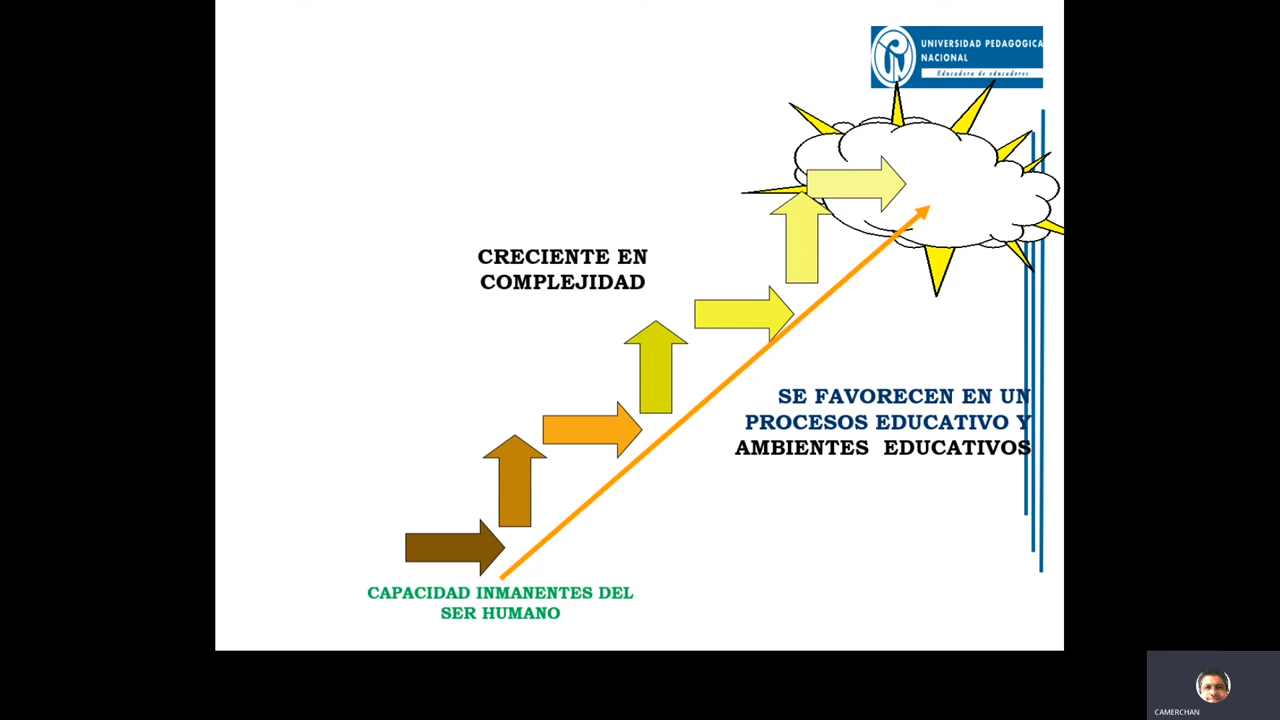 UNIVERSIDAD PEDAGOGICA
NACIONAL
Educadora de educadores
CRECIENTE EN
COMPLEJIDAD
SE FAVORECEN EN UN
PROCESOS EDUCATIVO Y
AMBIENTES EDUCATIVOS
CAPACIDAD INMANENTES DEL
SER HUMANO
CAMERCHAN